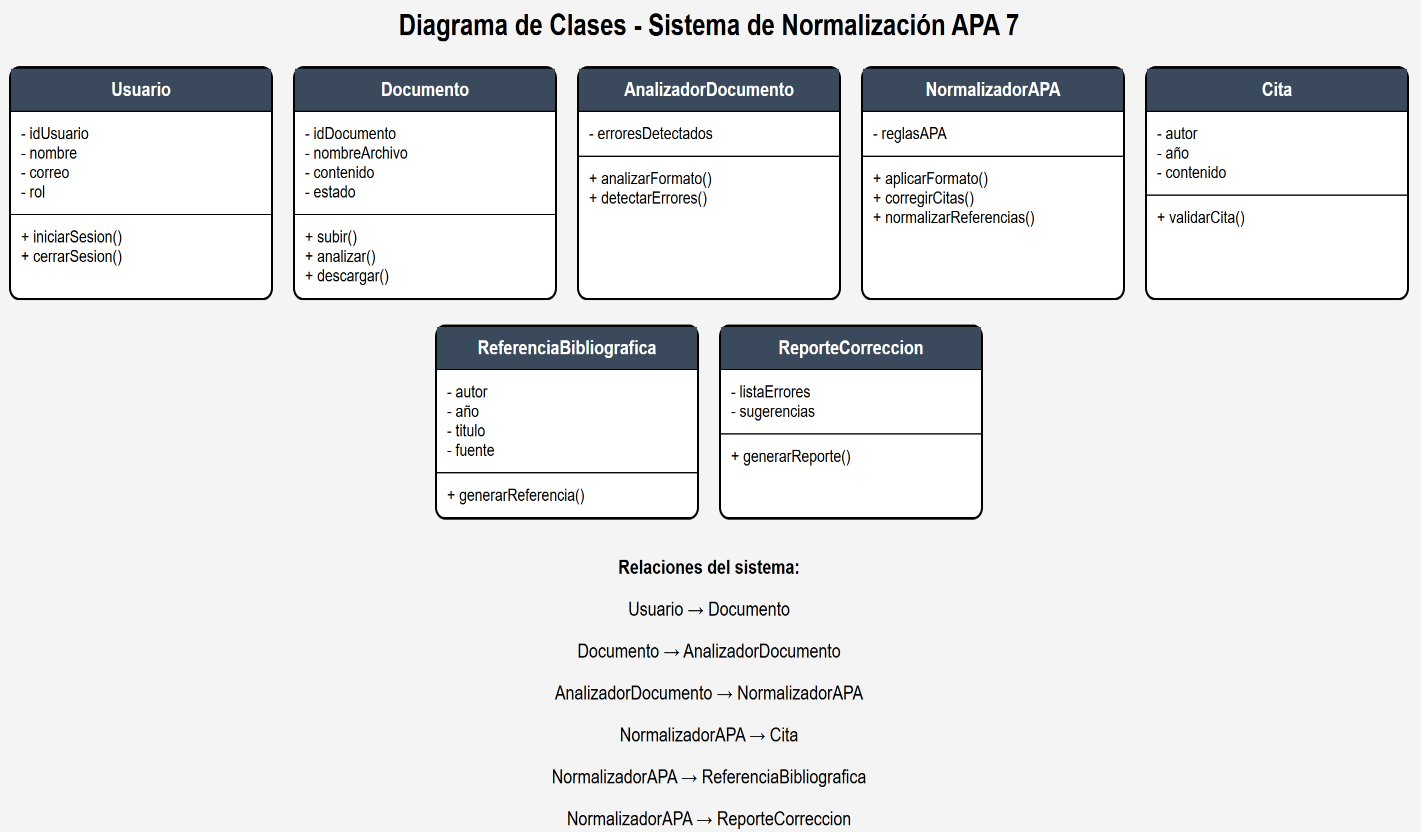 Diagrama de Clases - Sistema de Normalización APA 7
Usuario
- idUsuario
- nombre
- correo
- rol
+ iniciarSesion()
+ cerrarSesion()
Documento
- idDocumento
- nombreArchivo
- contenido
- estado
+ subir()
+ analizar()
+ descargar()
AnalizadorDocumento
- erroresDetectados
+ analizarFormato()
+ detectarErrores()
NormalizadorAPA
- reglasAPA
+ aplicarFormato()
+ corregirCitas()
+ normalizarReferencias()
Cita
- autor
- año
- contenido
+ validarCita()
ReferenciaBibliografica
- autor
- año
- titulo
- fuente
+ generarReferencia()
ReporteCorreccion
- listaErrores
- sugerencias
+ generarReporte()
Relaciones del sistema:
Usuario → Documento
Documento → AnalizadorDocumento
AnalizadorDocumento → NormalizadorAPA
NormalizadorAPA → Cita
NormalizadorAPA → ReferenciaBibliografica
NormalizadorAPA → ReporteCorreccion